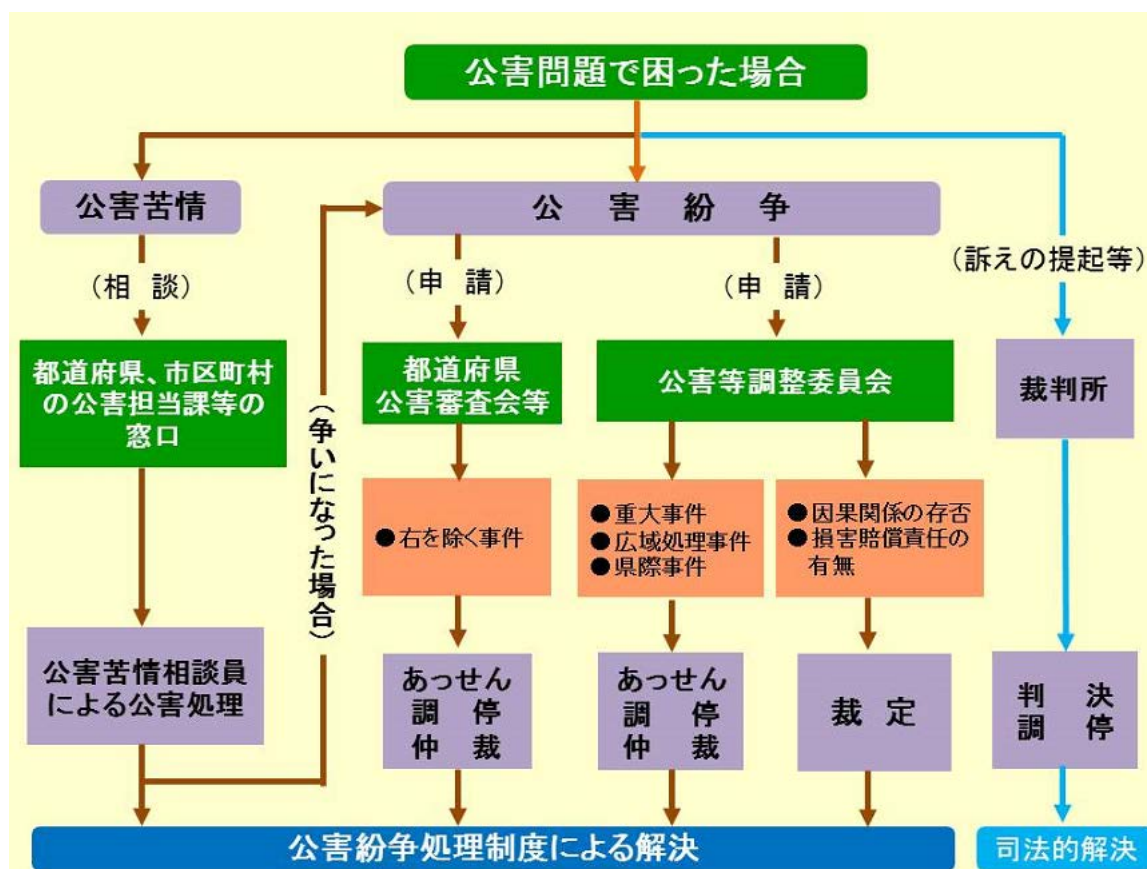 公害問題で困った場合
公害苦情
公害紛争
(相 談)
(申 請)
(申 請)
(訴えの提起等)
都道府県、市区町村
の公害担当課等の
窓口
都道府県
公害審査会等
公害等調整委員会
裁判所
(争いになった場合)
●右を除く事件
●重大事件
●広域処理事件
●県際事件
●因果関係の存否
●損害賠償責任の
有無
公害苦情相談員
による公害処理
あっせん
調 停
仲 裁
あっせん
調 停
仲 裁
裁 定
判 決
調 停
公害紛争処理制度による解決
司法的解決